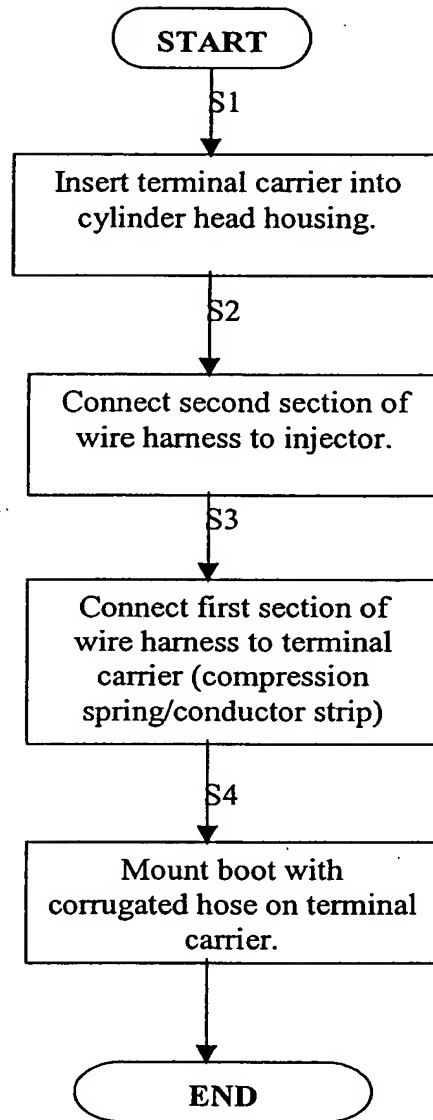 START
S1
Insert terminal carrier into
cylinder head housing.
S2
Connect second section of
wire harness to injector.
S3
Connect first section of
wire harness to terminal
carrier (compression
spring/conductor strip)
S4
Mount boot with
corrugated hose on terminal
carrier.
END